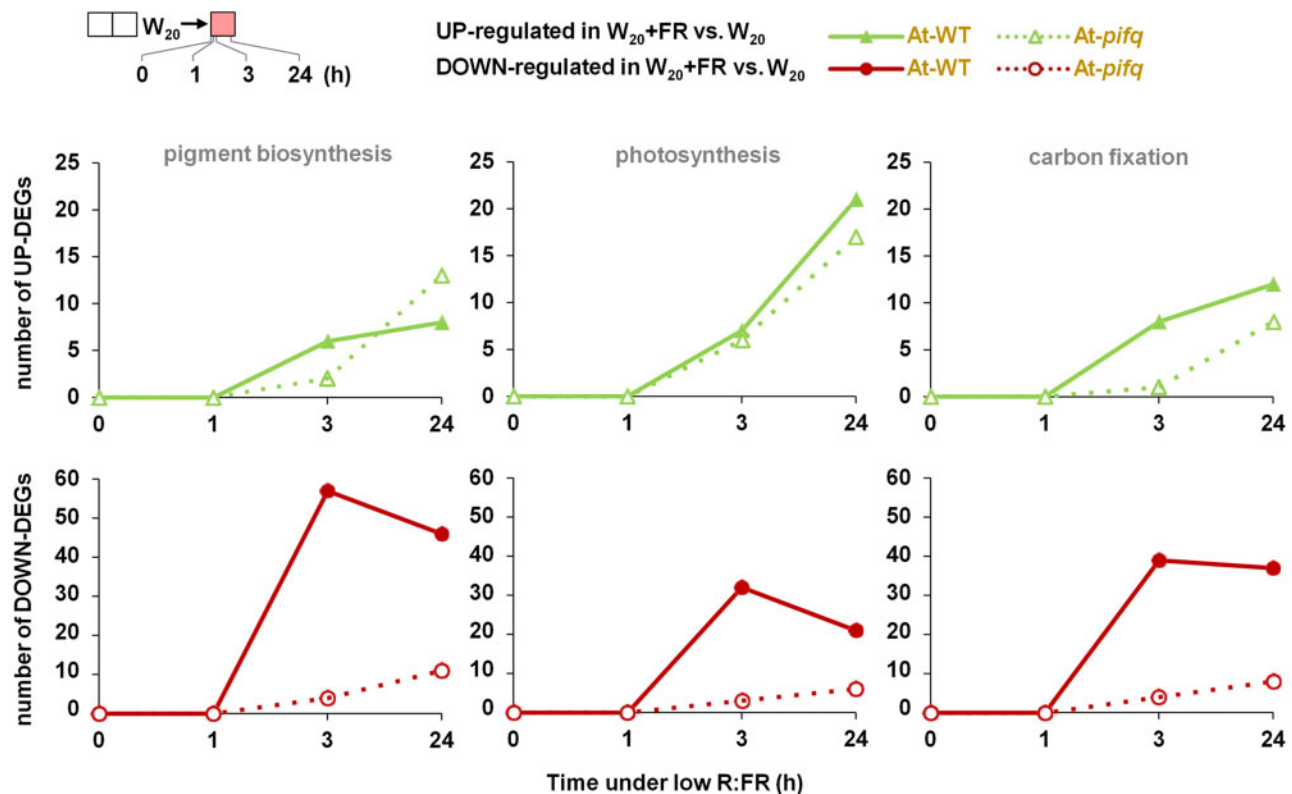 W20
0 1 3 24 (h)
UP-regulated in W20+FR vs. W20 At-WT At-pifq
DOWN-regulated in W20+FR vs. W20 At-WT At-pifq
pigment biosynthesis
photosynthesis
carbon fixation
number of UP-DEGs
25
20
15
10
5
0
0 1 3 24
25
20
15
10
5
0
0 1 3 24
25
20
15
10
5
0
0 1 3 24
number of DOWN-DEGs
60
50
40
30
20
10
0
0 1 3 24
60
50
40
30
20
10
0
0 1 3 24
60
50
40
30
20
10
0
0 1 3 24
Time under low R:FR (h)